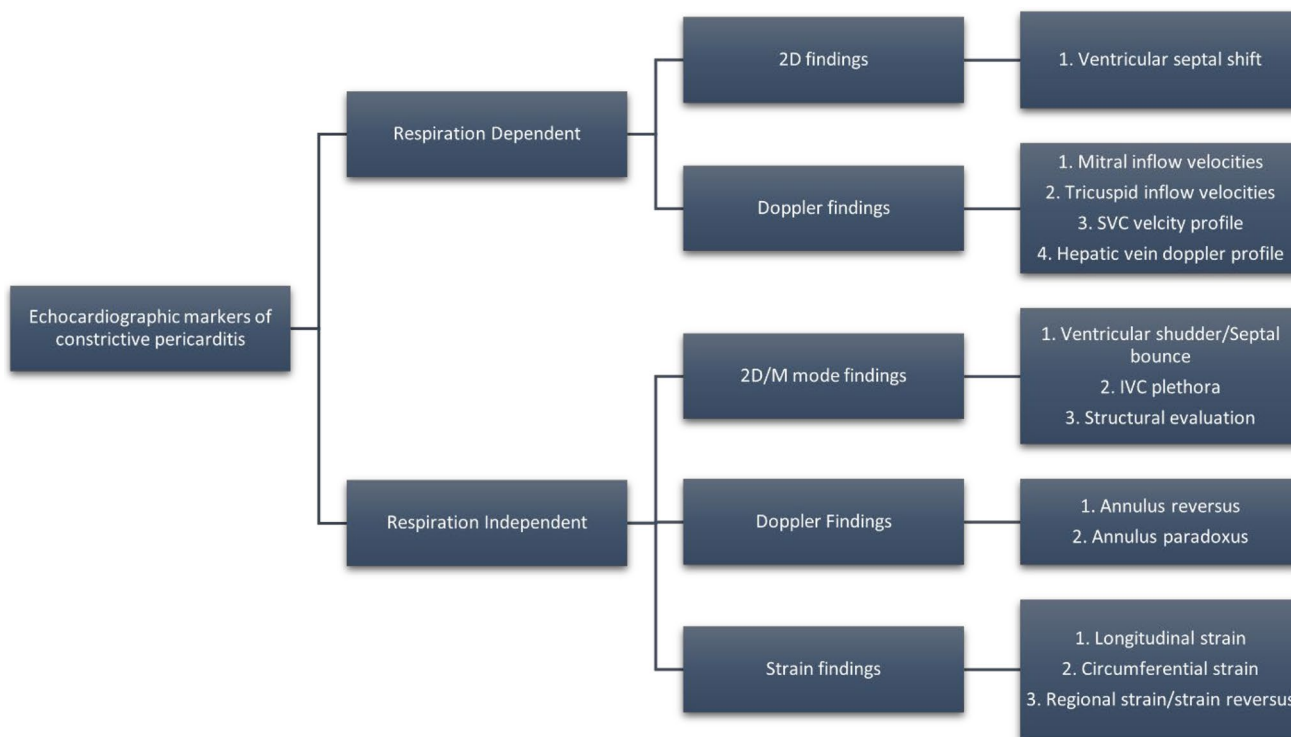 Echocardiographic markers of
constrictive pericarditis
Respiration Dependent
2D findings
1. Ventricular septal shift
Doppler findings
1. Mitral inflow velocities
2. Tricuspid inflow velocities
3. SVC velcity profile
4. Hepatic vein doppler profile
Respiration Independent
2D/M mode findings
1. Ventricular shudder/Septal
bounce
2. IVC plethora
3. Structural evaluation
Doppler Findings
1. Annulus reversus
2. Annulus paradoxus
Strain findings
1. Longitudinal strain
2. Circumferential strain
3. Regional strain/strain reversus